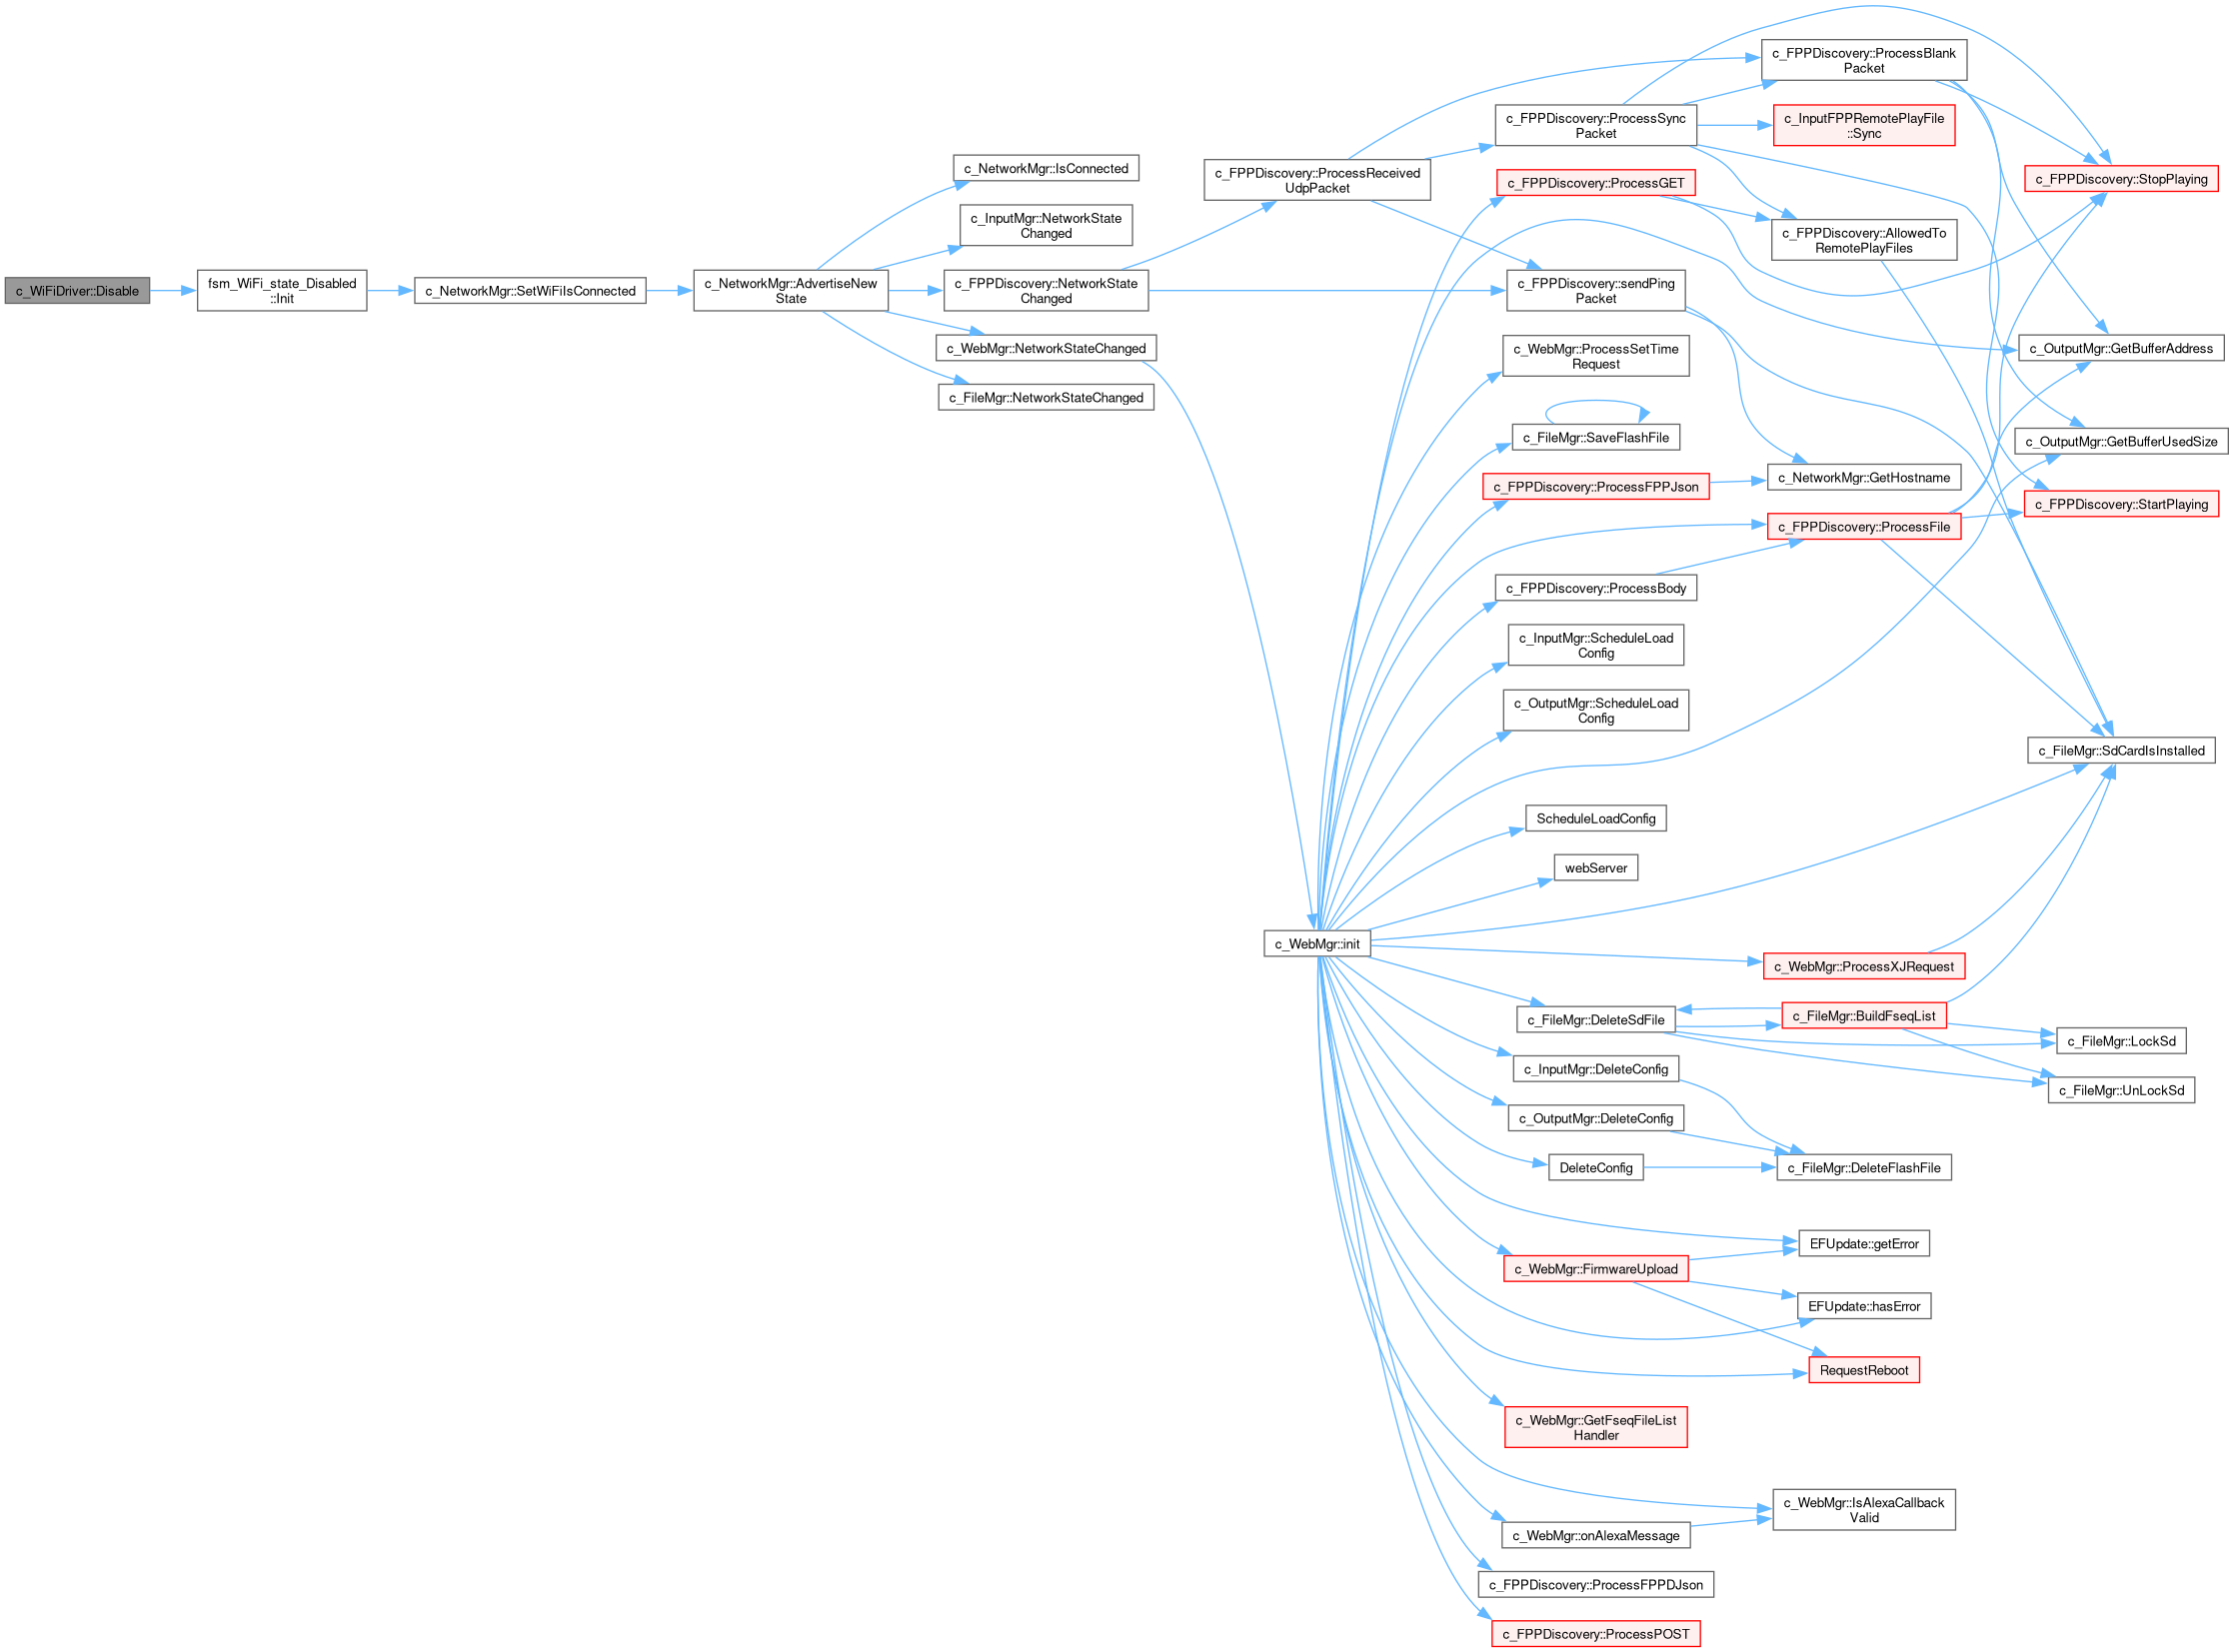 c_WiFiDriver::Disable
fsm_WiFi_state_Disabled
::Init
c_NetworkMgr::SetWiFiIsConnected
c_NetworkMgr::AdvertiseNew
State
c_NetworkMgr::IsConnected
c_InputMgr::NetworkState
Changed
c_FPPDiscovery::NetworkState
Changed
c_WebMgr::NetworkStateChanged
c_FileMgr::NetworkStateChanged
c_FPPDiscovery::ProcessReceived
UdpPacket
c_WebMgr::init
c_FPPDiscovery::ProcessSync
Packet
c_FPPDiscovery::ProcessGET
c_FPPDiscovery::sendPing
Packet
c_WebMgr::ProcessSetTime
Request
c_FileMgr::SaveFlashFile
c_FPPDiscovery::ProcessFPPJson
c_FPPDiscovery::ProcessBody
c_InputMgr::ScheduleLoad
Config
c_OutputMgr::ScheduleLoad
Config
ScheduleLoadConfig
webServer
c_FileMgr::DeleteSdFile
c_InputMgr::DeleteConfig
c_OutputMgr::DeleteConfig
DeleteConfig
c_WebMgr::FirmwareUpload
c_WebMgr::GetFseqFileList
Handler
c_WebMgr::onAlexaMessage
c_FPPDiscovery::ProcessFPPDJson
c_FPPDiscovery::ProcessPOST
c_FPPDiscovery::ProcessBlank
Packet
c_InputFPPRemotePlayFile
::Sync
c_FPPDiscovery::AllowedTo
RemotePlayFiles
c_NetworkMgr::GetHostname
c_FPPDiscovery::ProcessFile
c_WebMgr::ProcessXJRequest
c_FileMgr::BuildFseqList
c_FileMgr::DeleteFlashFile
EFUpdate::getError
EFUpdate::hasError
RequestReboot
c_WebMgr::IsAlexaCallback
Valid
c_FPPDiscovery::StopPlaying
c_OutputMgr::GetBufferAddress
c_OutputMgr::GetBufferUsedSize
c_FPPDiscovery::StartPlaying
c_FileMgr::SdCardIsInstalled
c_FileMgr::LockSd
c_FileMgr::UnLockSd